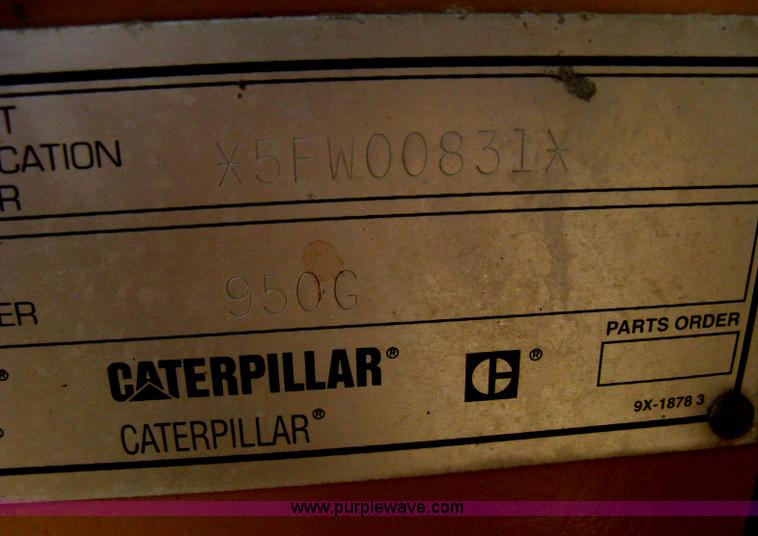 T
CATION
R
*5FW00831*
ER
950G
PARTS ORDER
® CATERPILLAR® ®
CATERPILLAR®
9X-1878 3
www.purplewave.com